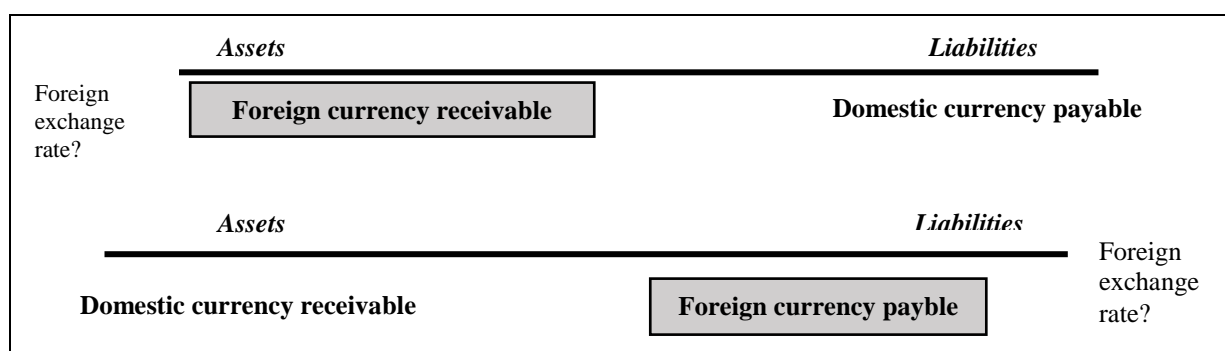 Assets Liabilities
Foreign
exchange
rate?
Foreign currency receivable
Domestic currency payable
Assets Liabilities
Domestic currency receivable
Foreign currency payble
Foreign
exchange
rate?